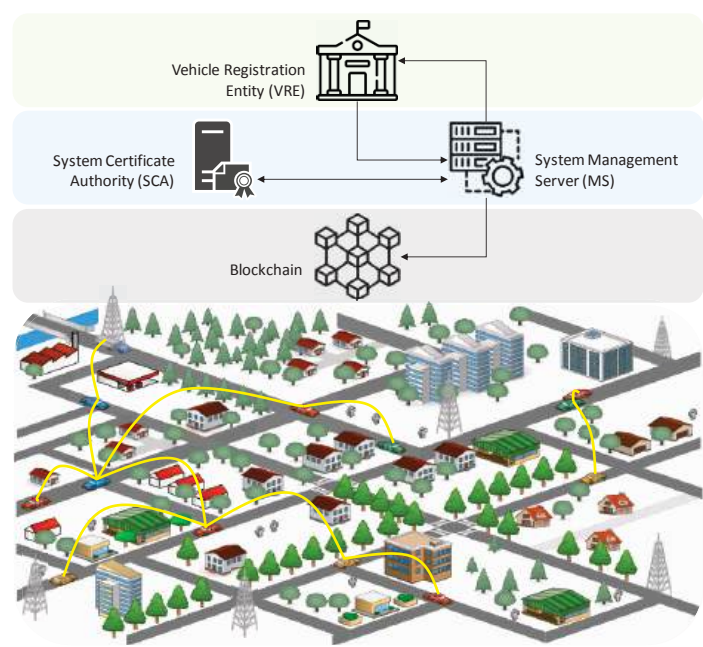 Vehicle Registration
Entity (VRE)
System Certificate
Authority (SCA)
System Management
Server (MS)
Blockchain